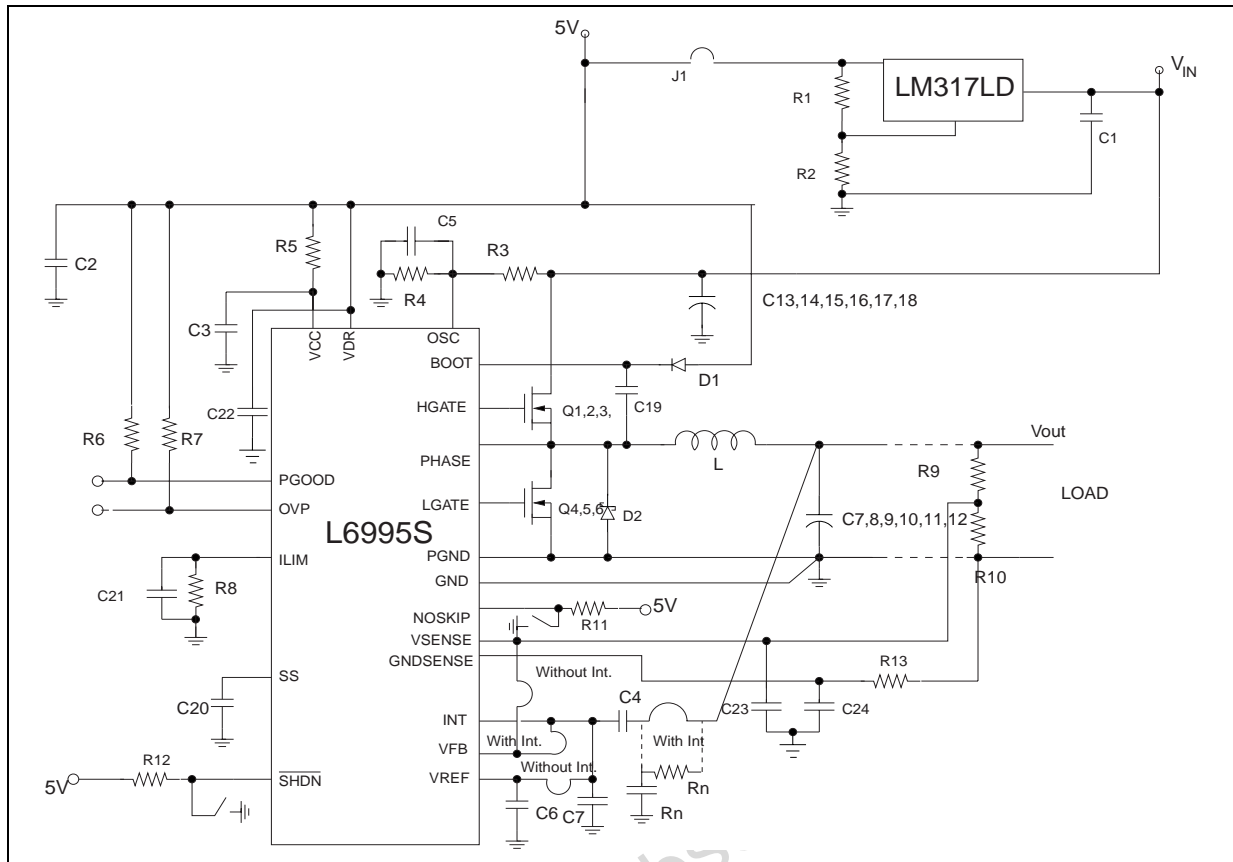 5V
J1
R1
LM317LD
VIN
C1
R2
C2
R5
C5
R3
R4
C13,14,15,16,17,18
C3
VCC
VDR
OSC
BOOT
D1
C22
HGATE
Q1,2,3,
C19
R6
R7
Vout
PHASE
L
R9
PGOOD
LGATE
Q4,5,6
D2
LOAD
OVP
L6995S
C7,8,9,10,11,12
ILIM
PGND
R10
C21
R8
GND
NOSKIP
R11
5V
VSENSE
GNDSENSE
Without Int.
R13
SS
C20
C4
C23
C24
INT
With Int.
With Int
VFB
R12
Without Int.
5V
SHDN
VREF
Rn
C6
C7
Rn